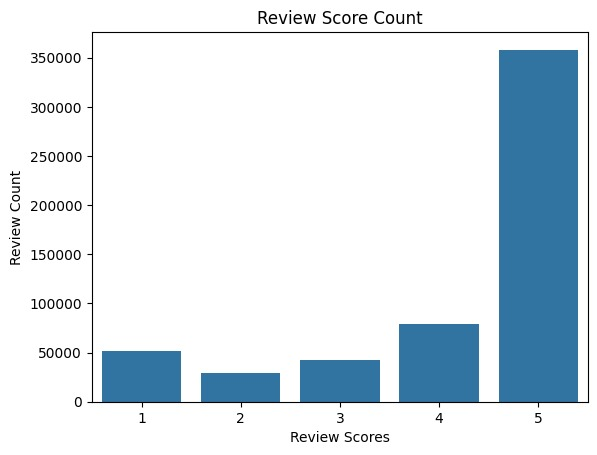 Review Score Count
350000
300000
250000
200000
150000
100000
50000
0
Review Count
1 2 3 4 5
Review Scores